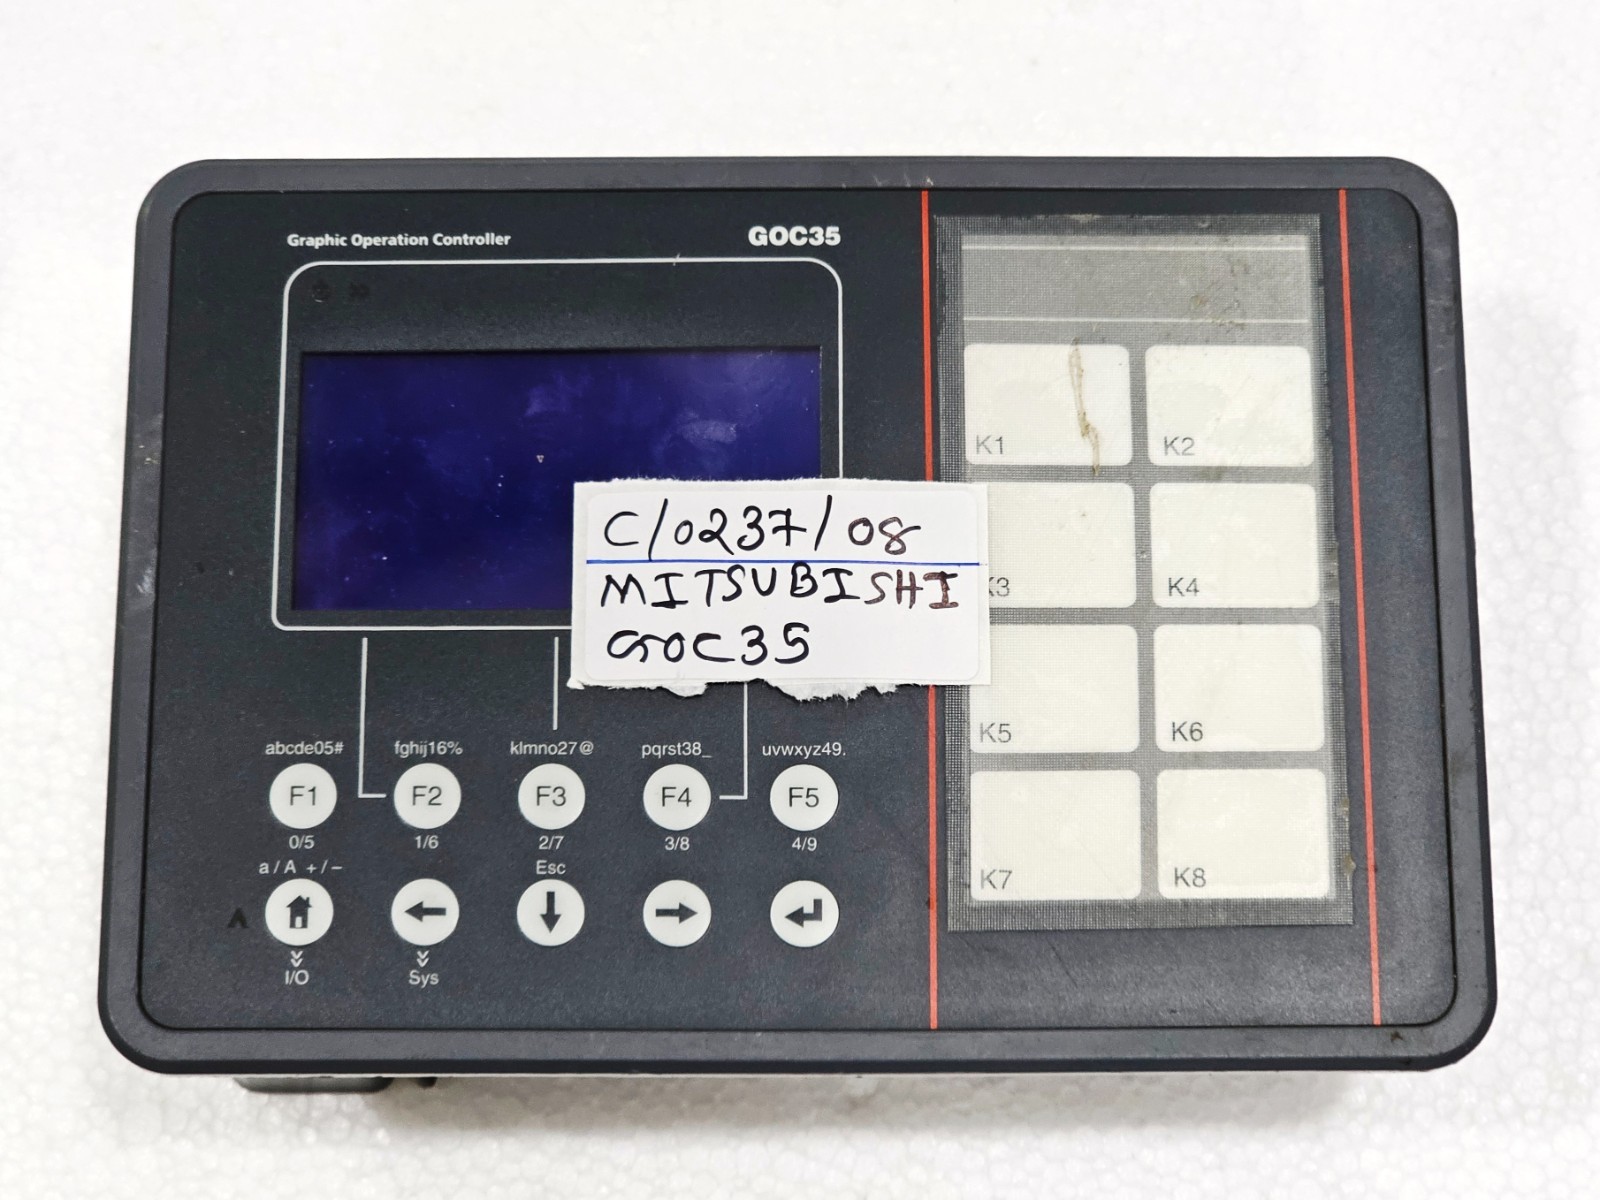 Graphic Operation Controller
GOC35
C/0237/08
MITSUBISHI
GOC35
K1
K2
K3
K4
K5
K6
K7
K8
abcde05#
fghij16%
klmno27@
pqrst38_
uvwxyz49.
F1
F2
F3
F4
F5
0/5
1/6
2/7
3/8
4/9
a/A +/−
Esc
I/O
Sys